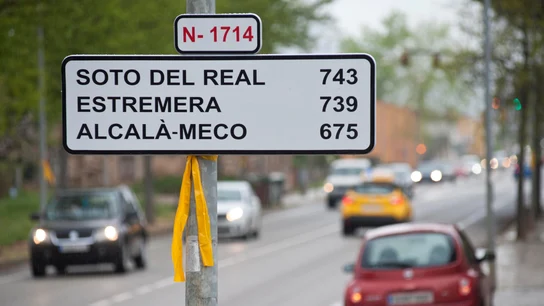 N-1714
SOTO DEL REAL 743
ESTREMERA 739
ALCALÀ-MECO 675